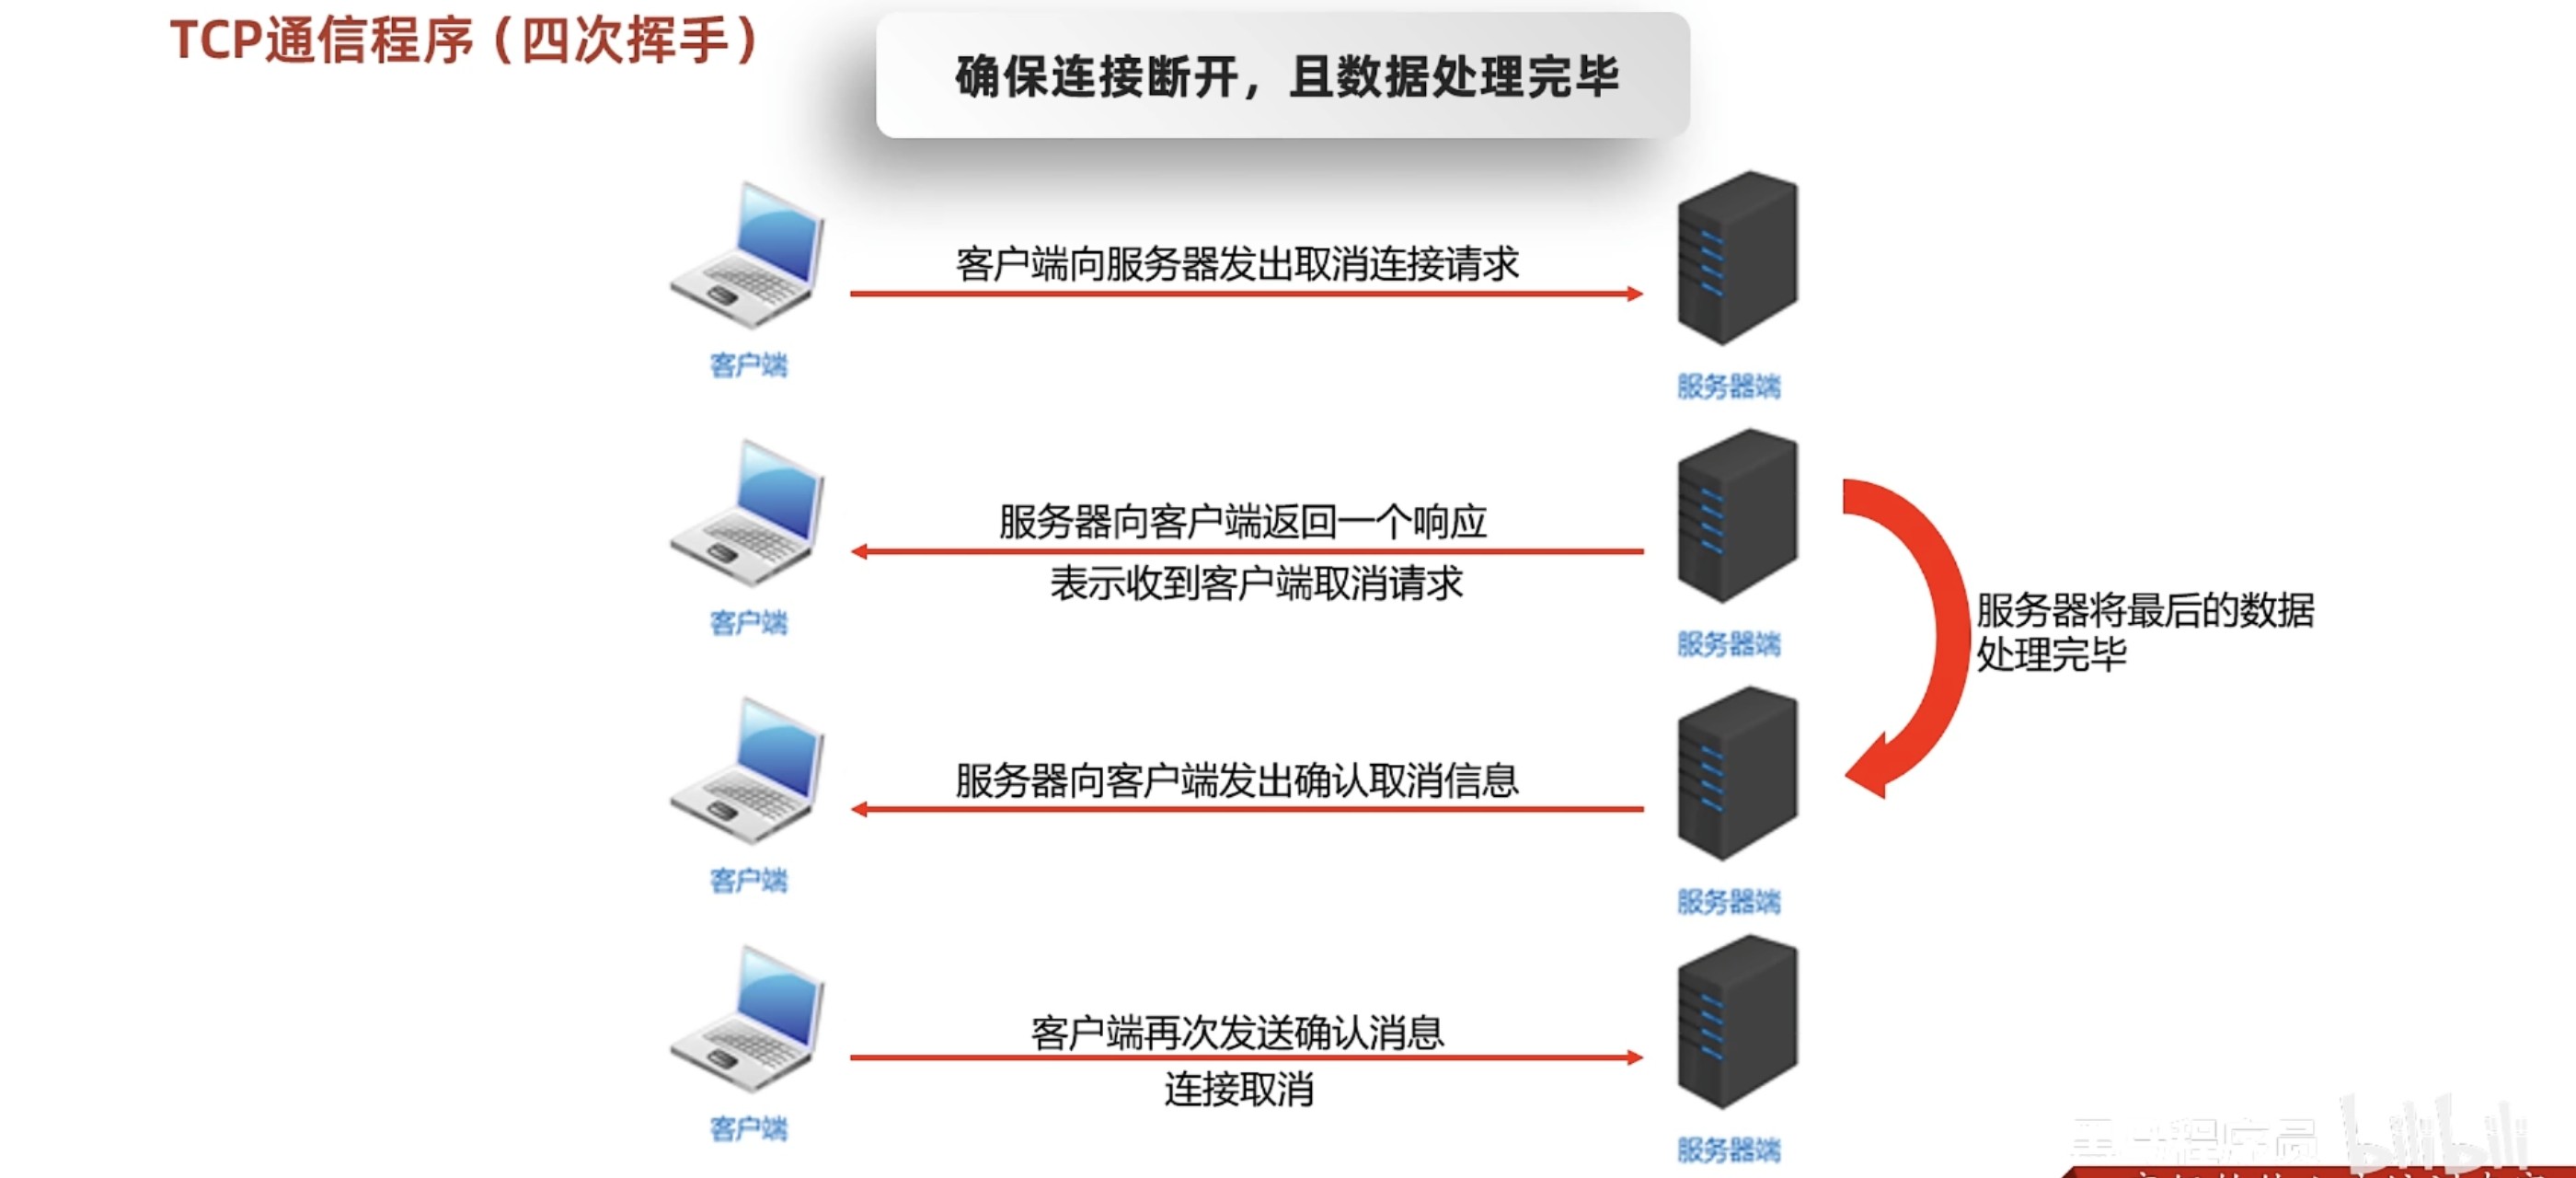 TCP通信程序（四次挥手）
确保连接断开，且数据处理完毕
客户端向服务器发出取消连接请求
客户端
服务器端
服务器向客户端返回一个响应
表示收到客户端取消请求
客户端
服务器端
服务器将最后的数据
处理完毕
服务器向客户端发出确认取消信息
客户端
服务器端
客户端再次发送确认消息
连接取消
客户端
服务器端
程序员
bilibili